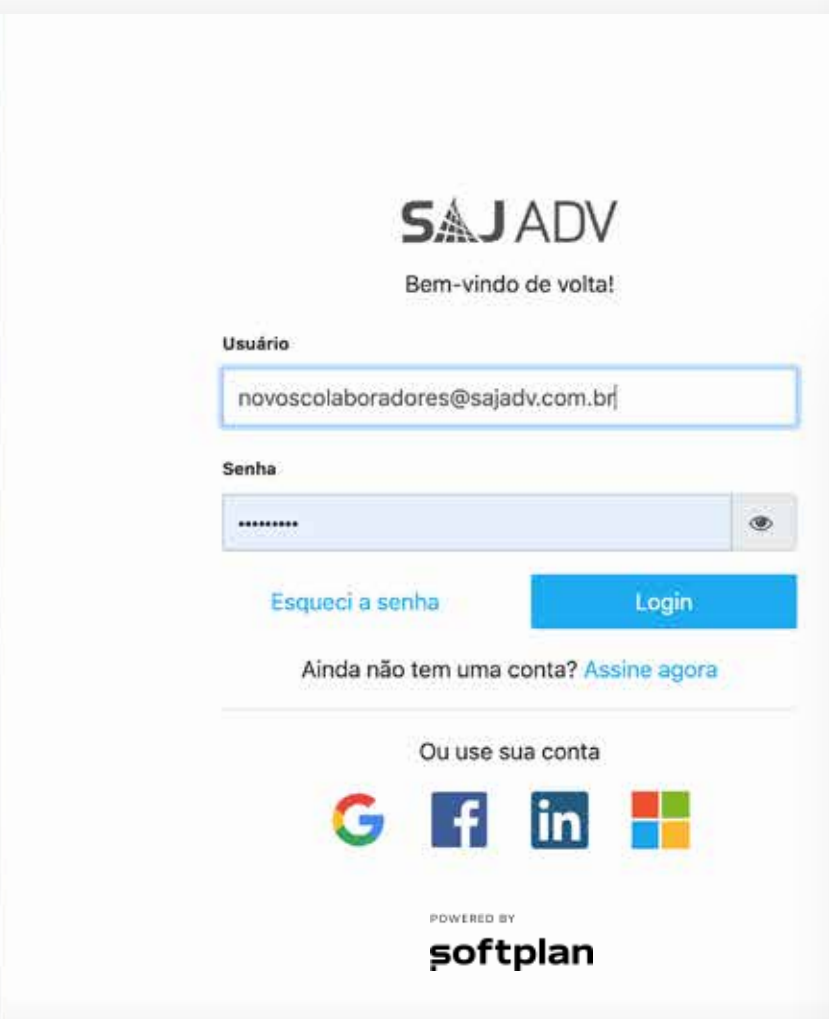 SAJ ADV
Bem-vindo de volta!
Usuário
novoscolaboradores@sajadv.com.br
Senha
•••••••••
Esqueci a senha
Login
Ainda não tem uma conta? Assine agora
Ou use sua conta
G f in
POWERED BY
softplan